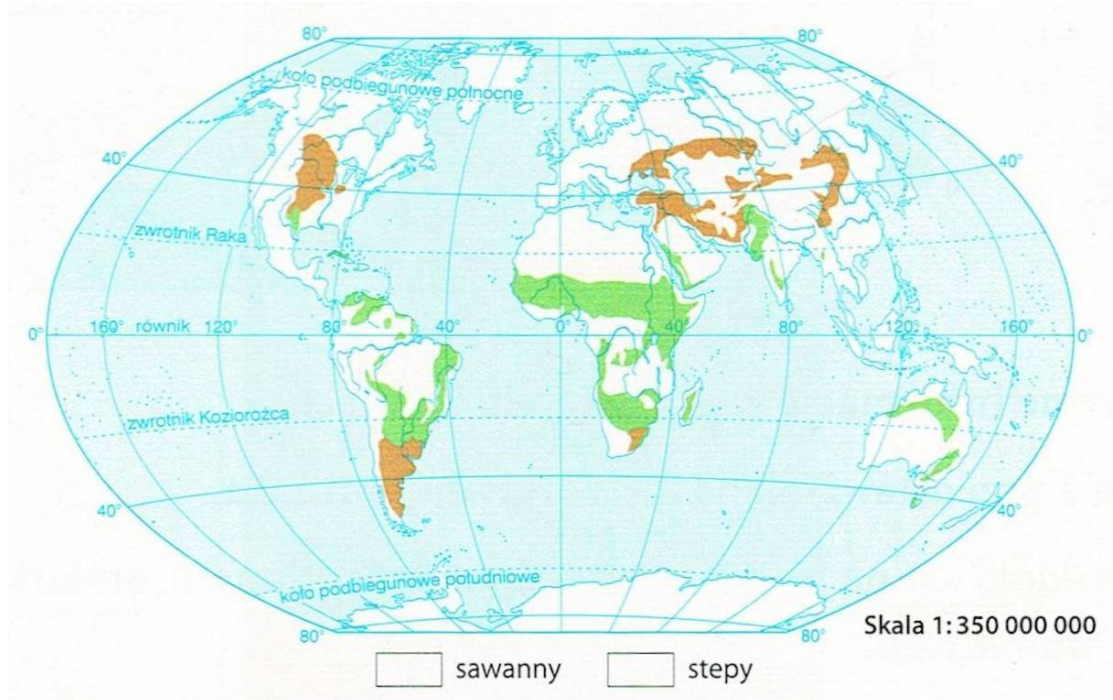 80° 80°
koło podbiegunowe północne
40° 40°
zwrotnik Raka
0° 160° równik 120° 80° 40° 0° 40° 80° 120° 160° 0°
zwrotnik Koziorożca
40° 40°
koło podbiegunowe południowe
80° 80°
Skala 1:350 000 000
sawanny stepy